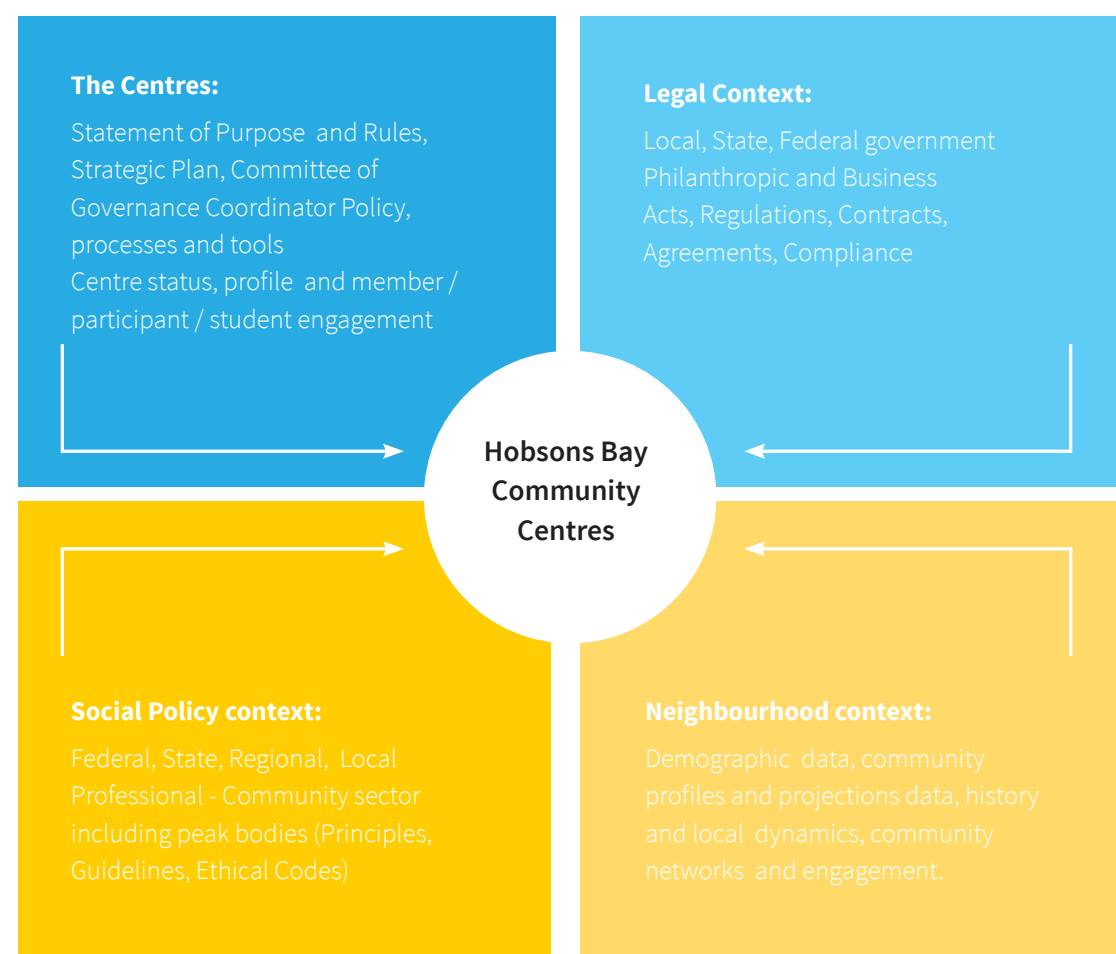 The Centres:
Statement of Purpose and Rules,
Strategic Plan, Committee of
Governance Coordinator Policy,
processes and tools
Centre status, profile and member /
participant / student engagement
Legal Context:
Local, State, Federal government
Philanthropic and Business
Acts, Regulations, Contracts,
Agreements, Compliance
Hobsons Bay
Community
Centres
Social Policy context:
Federal, State, Regional, Local
Professional - Community sector
including peak bodies (Principles,
Guidelines, Ethical Codes)
Neighbourhood context:
Demographic data, community
profiles and projections data, history
and local dynamics, community
networks and engagement.